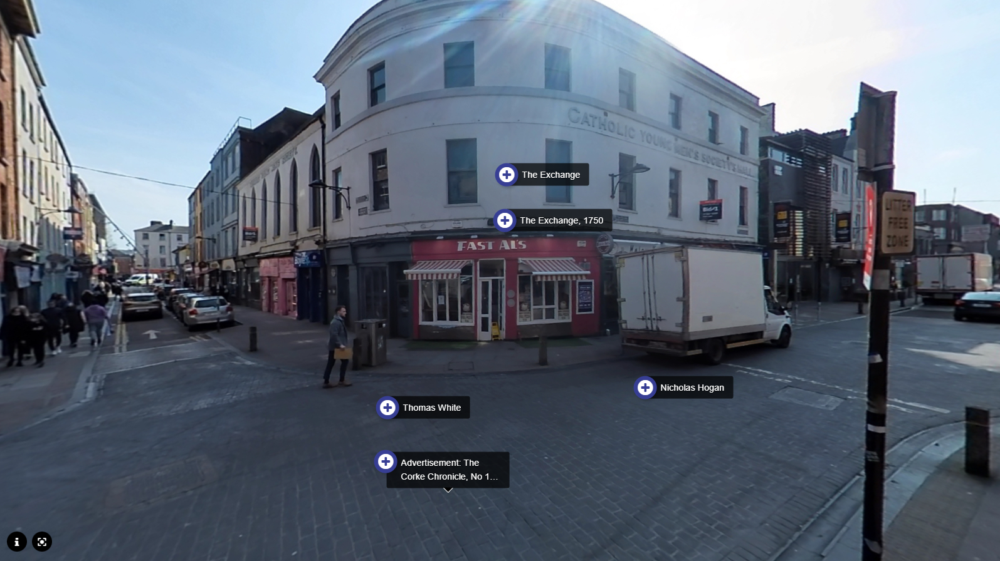 CATHOLIC YOUNG MEN'S SOCIETY'S HALL
The Exchange
The Exchange, 1750
FAST AL'S
LITTER
FREE
ZONE
Nicholas Hogan
Thomas White
Advertisement: The
Corke Chronicle, No 1...